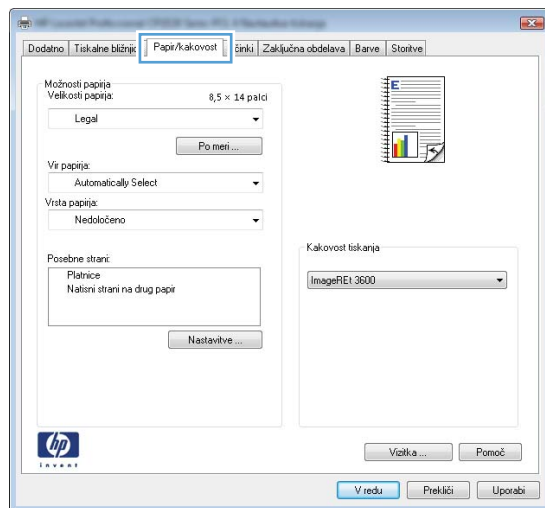 Dodatno Tiskalne bližnjic Papir/kakovost činki Zaključna obdelava Barve Storitve
Možnosti papirja
Velikosti papirja: 8,5 × 14 palci
Legal
Po meri ...
Vir papirja:
Automatically Select
Vrsta papirja:
Nedoločeno
Posebne strani:
Platnice
Natisni strani na drug papir
Nastavitve ...
E
Kakovost tiskanja
ImageREt 3600
hp
invent
Vizitka ... Pomoč
V redu Prekliči Uporabi